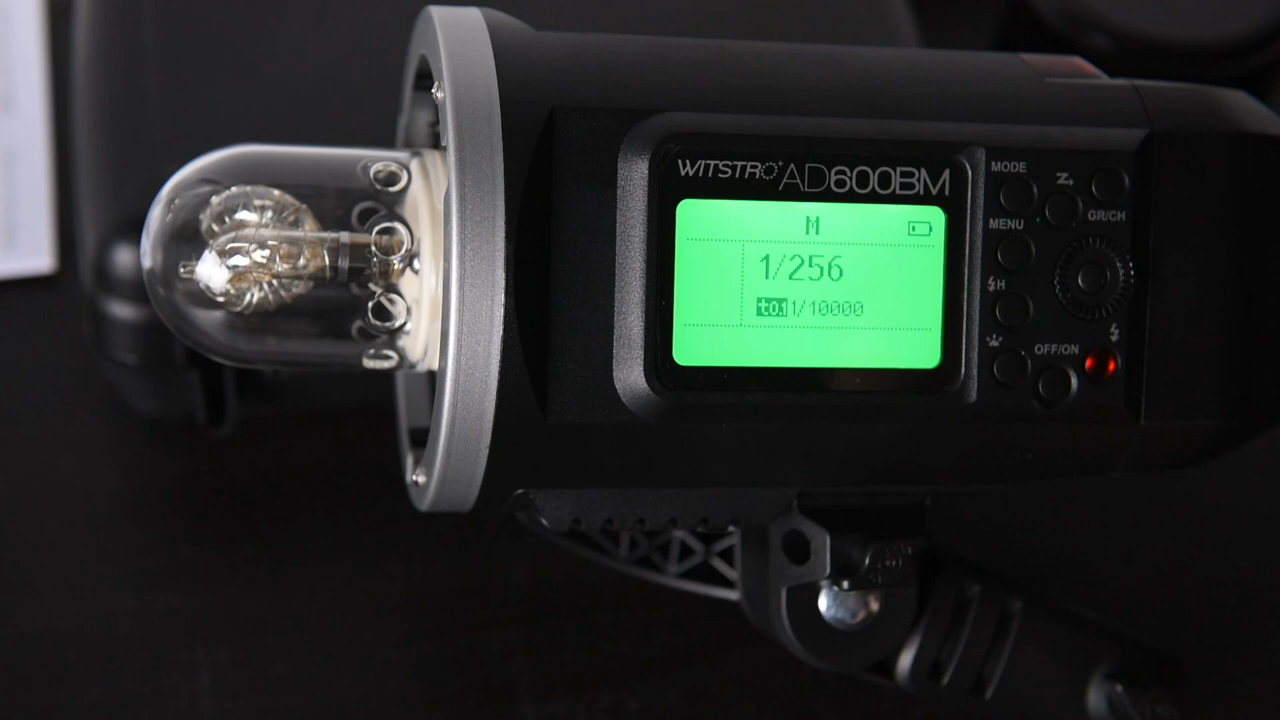 WITSTRO AD600BM
M
1/256
t0.1 1/10000
MODE
GR/CH
MENU
H
OFF/ON